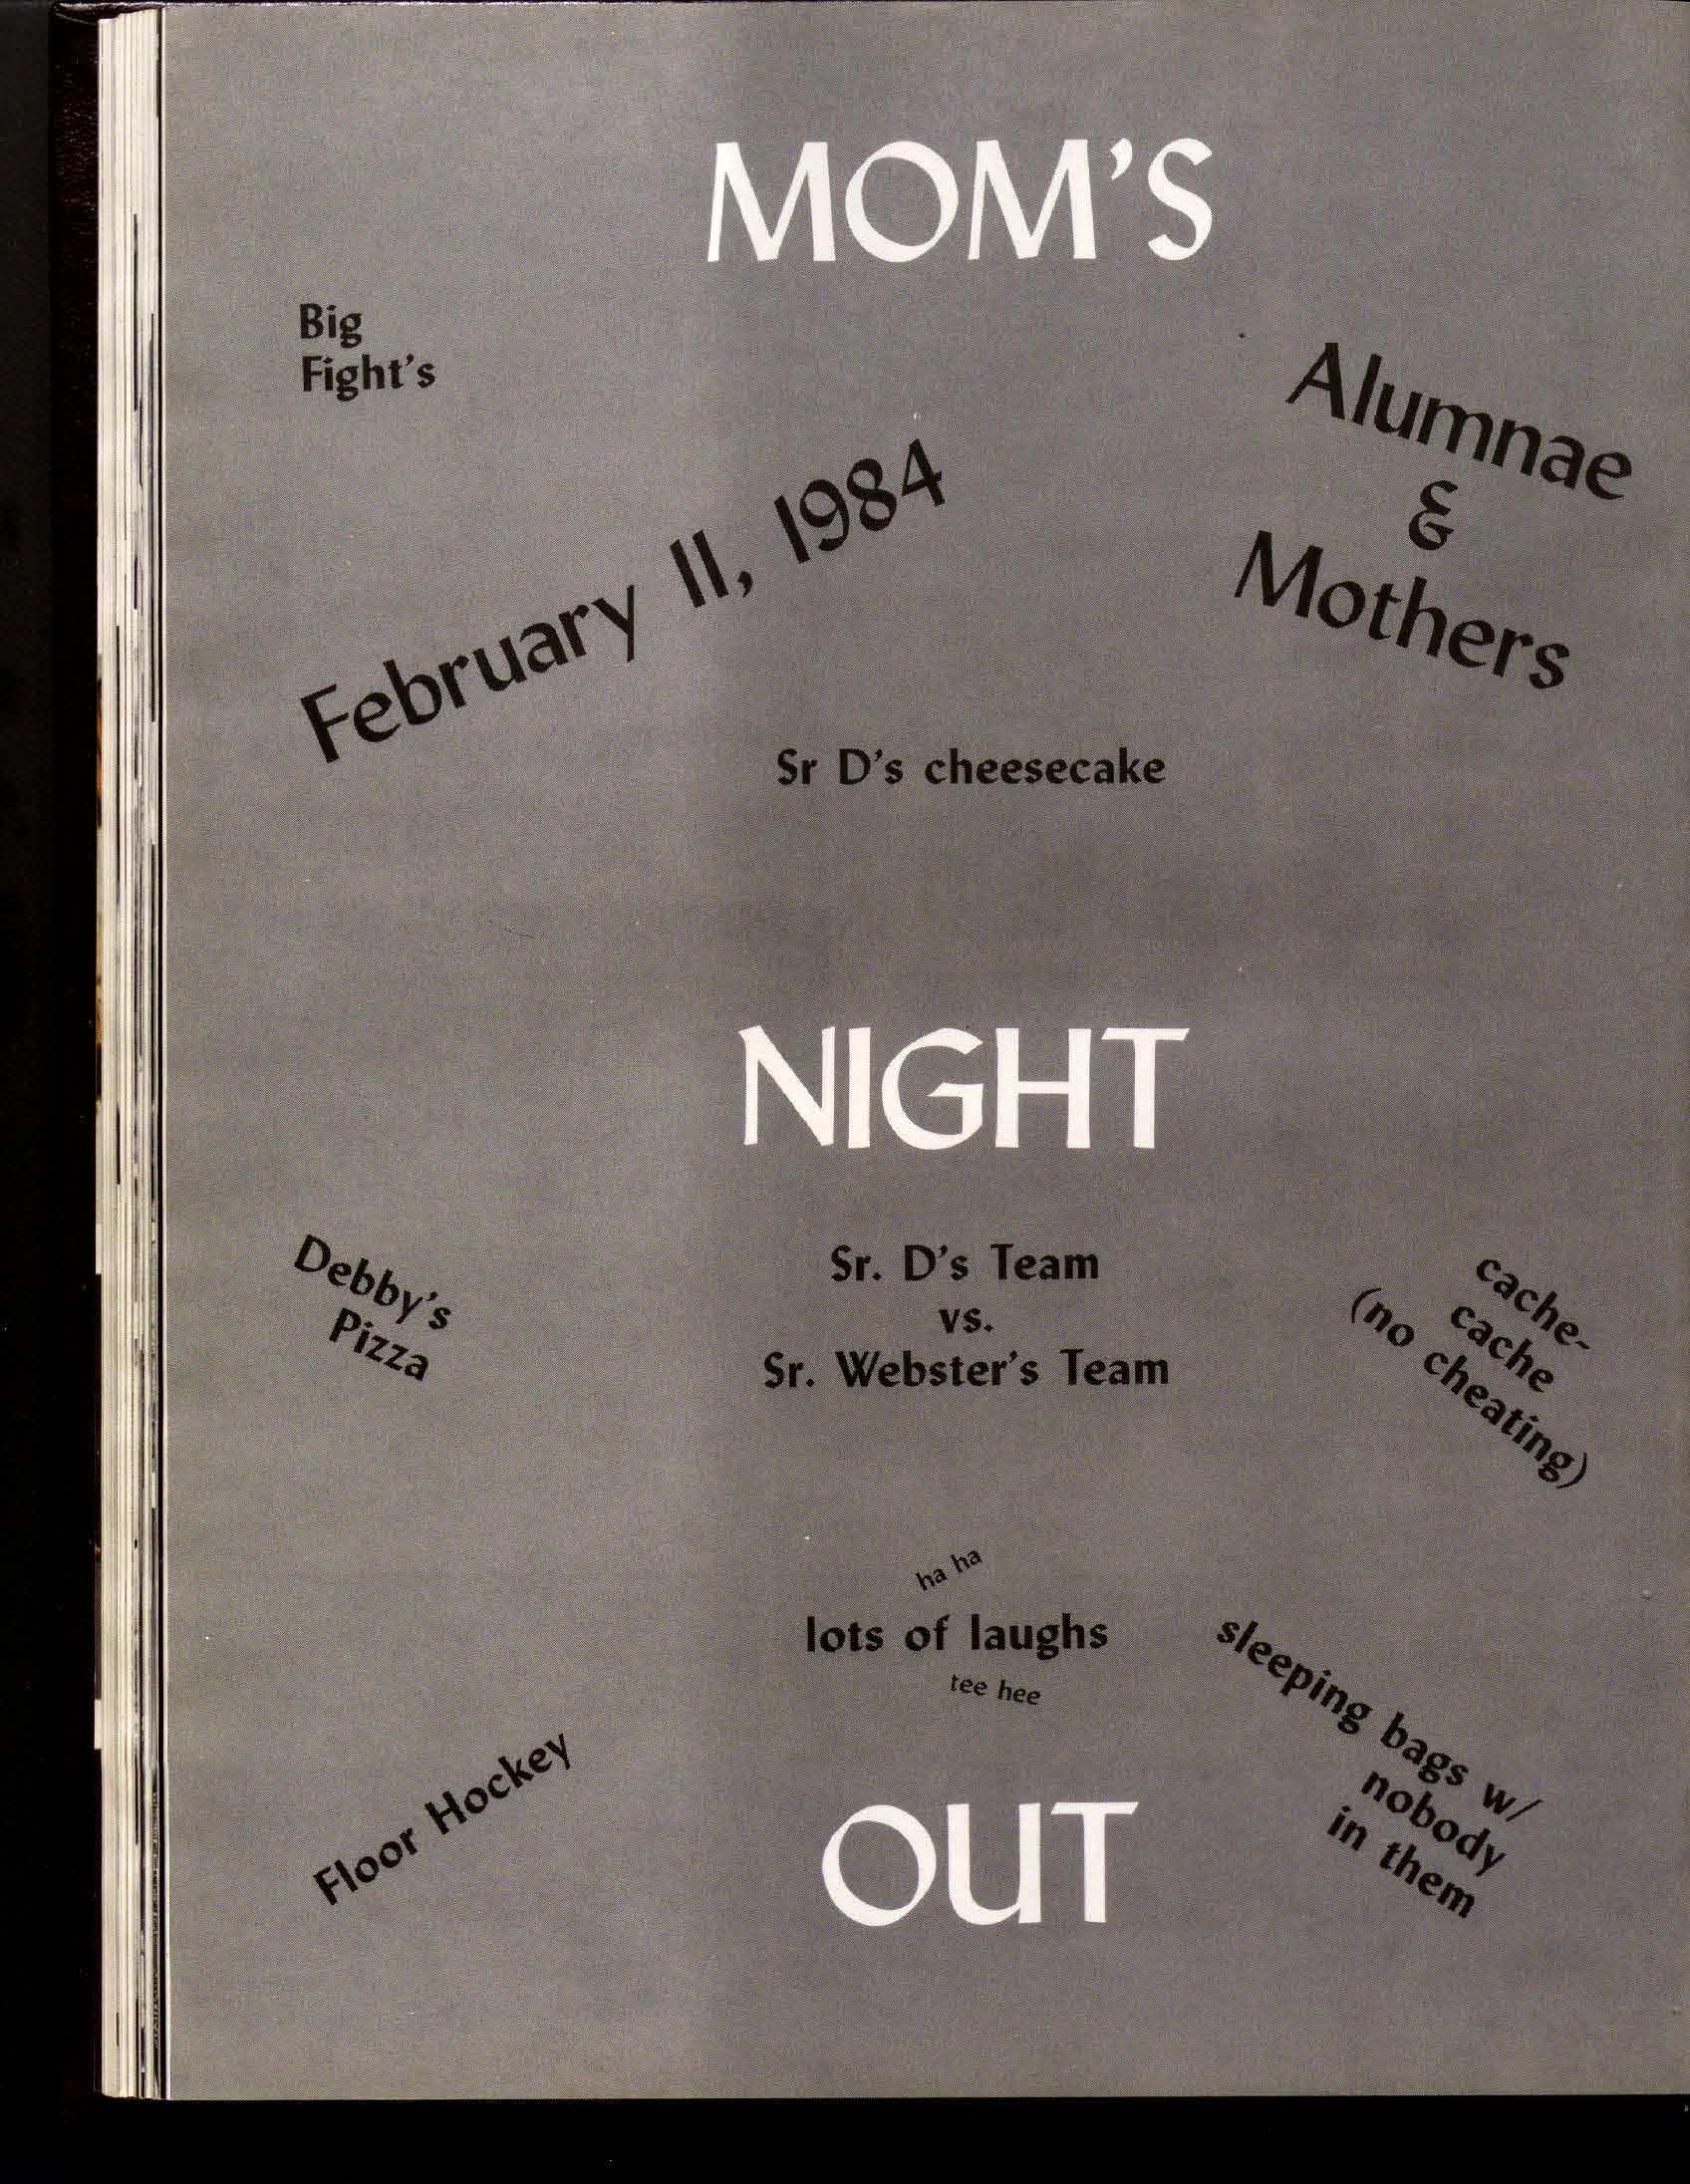 MOM'S
Big
Fight's
Alumnae
&
Mothers
February 11, 1984
Sr D's cheesecake
NIGHT
Debby's
Pizza
Sr. D's Team
vs.
Sr. Webster's Team
cache-
cache
(no cheating)
ha ha
lots of laughs
tee hee
sleeping bags w/
nobody
in them
Floor Hockey
OUT